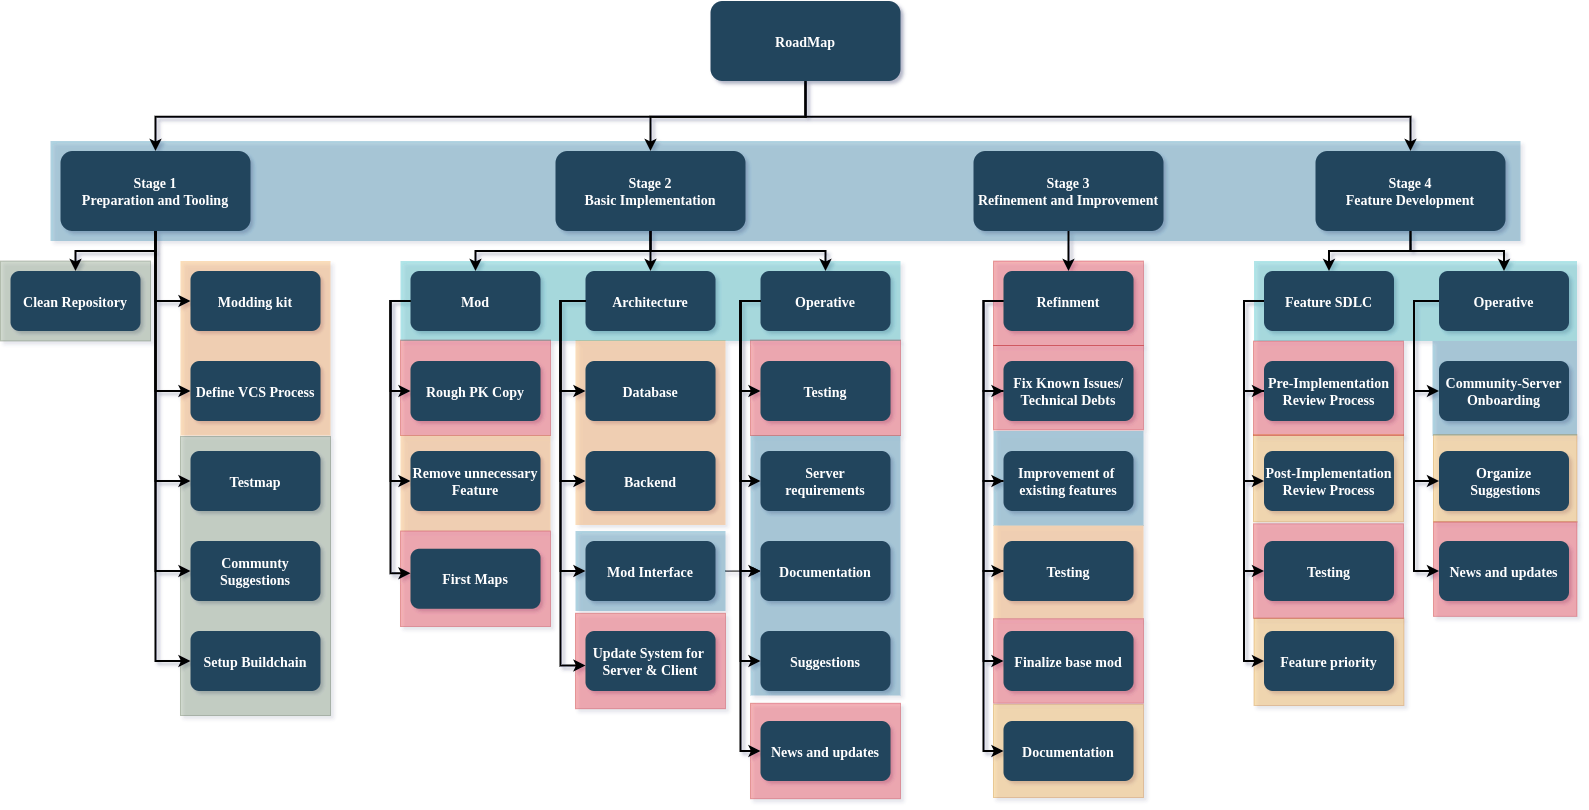 RoadMap
Stage 1
Preparation and Tooling
Stage 2
Basic Implementation
Stage 3
Refinement and Improvement
Stage 4
Feature Development
Clean Repository
Modding kit
Define VCS Process
Testmap
Communty
Suggestions
Setup Buildchain
Mod
Rough PK Copy
Remove unnecessary
Feature
First Maps
Architecture
Database
Backend
Mod Interface
Update System for
Server & Client
Operative
Testing
Server
requirements
Documentation
Suggestions
News and updates
Refinment
Fix Known Issues/
Technical Debts
Improvement of
existing features
Testing
Finalize base mod
Documentation
Feature SDLC
Pre-Implementation
Review Process
Post-Implementation
Review Process
Testing
Feature priority
Operative
Community-Server
Onboarding
Organize
Suggestions
News and updates